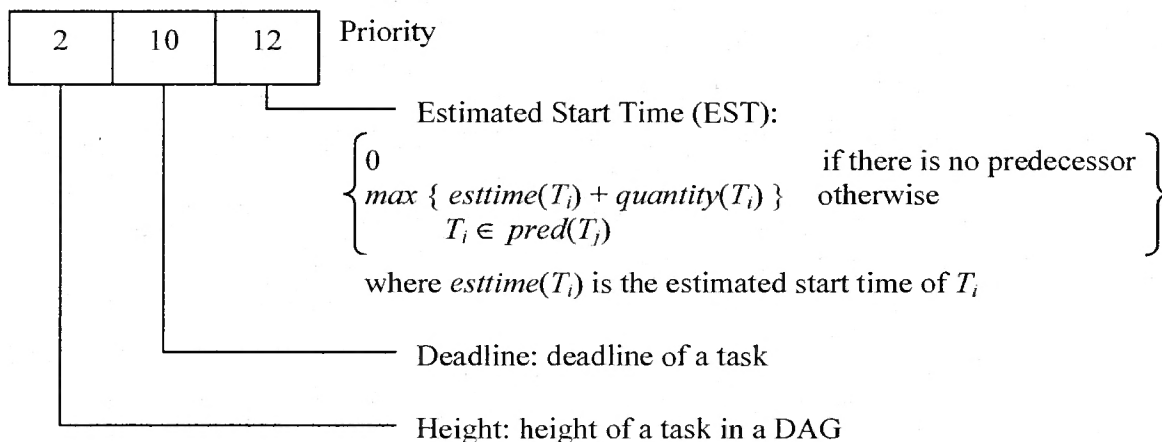 2 10 12 Priority
Estimated Start Time (EST):
0 if there is no predecessor
max { esttime(Ti) + quantity(Ti) } otherwise
Ti ∈ pred(Tj)
where esttime(Ti) is the estimated start time of Ti
Deadline: deadline of a task
Height: height of a task in a DAG